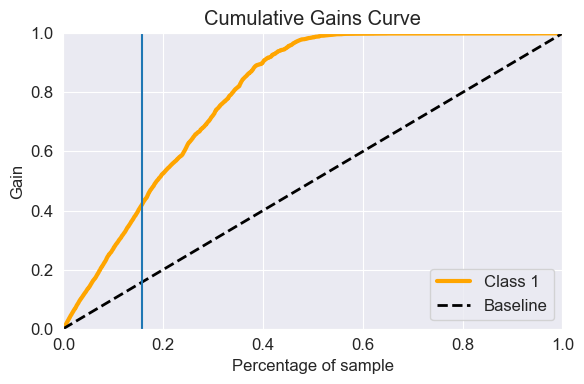 Cumulative Gains Curve
1.0
0.8
0.6
0.4
0.2
0.0
Gain
0.0 0.2 0.4 0.6 0.8 1.0
Percentage of sample
Class 1
Baseline